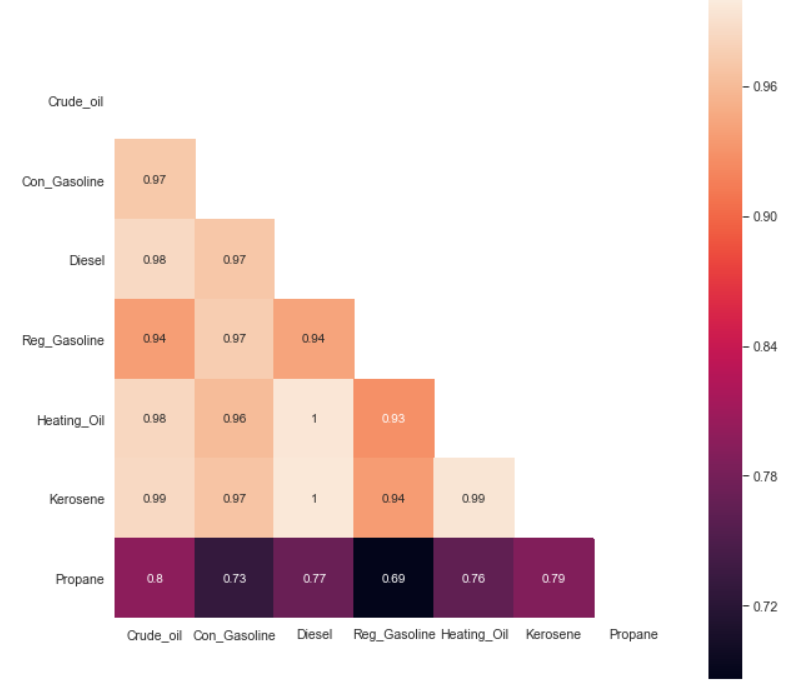 0.96
Crude_oil
Con_Gasoline 0.97
0.90
Diesel 0.98 0.97
Reg_Gasoline 0.94 0.97 0.94
0.84
Heating_Oil 0.98 0.96 1 0.93
0.78
Kerosene 0.99 0.97 1 0.94 0.99
Propane 0.8 0.73 0.77 0.69 0.76 0.79
0.72
Crude_oil Con_Gasoline Diesel Reg_Gasoline Heating_Oil Kerosene Propane